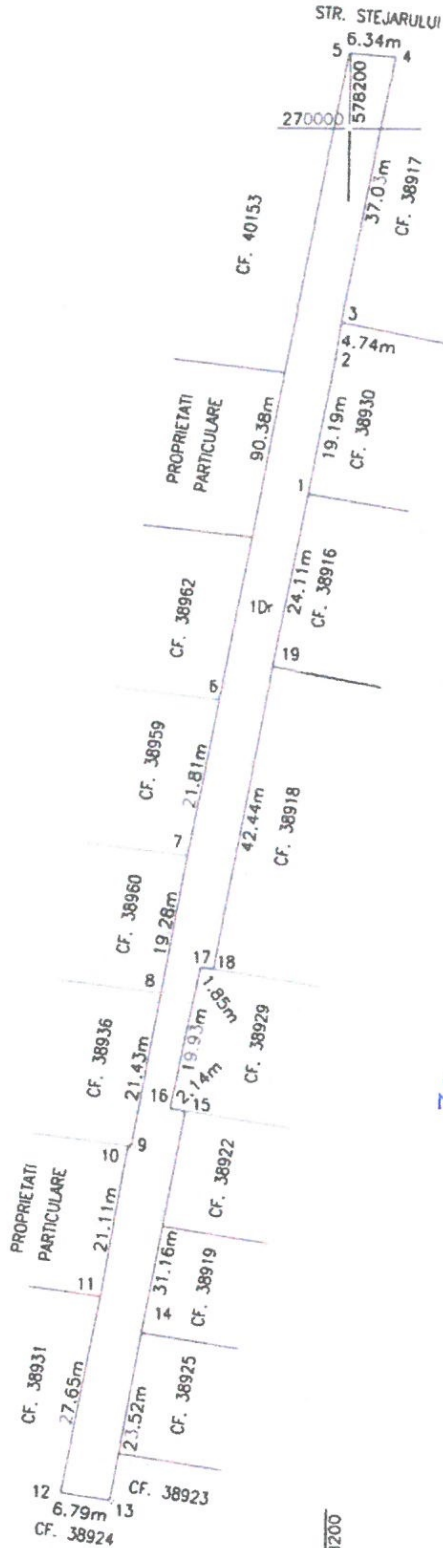 STR. STEJARULUI
6.34m
5
4
270000
578200
37.03m
CF. 38917
CF. 40153
3
4.74m
2
PROPRIETATI
PARTICULARE
90.38m
19.19m
CF. 38930
1
24.11m
CF. 38916
1Dr
CF. 38962
19
6
CF. 38959
21.81m
42.44m
CF. 38918
7
CF. 38960
19.28m
17
18
8
1.85m
CF. 38936
21.43m
19.93m
CF. 38929
2.14m
16
15
9
10
PROPRIETATI
PARTICULARE
21.11m
CF. 38922
11
31.16m
CF. 38919
14
CF. 38931
27.65m
23.52m
CF. 38925
12
6.79m
13
CF. 38923
CF. 38924